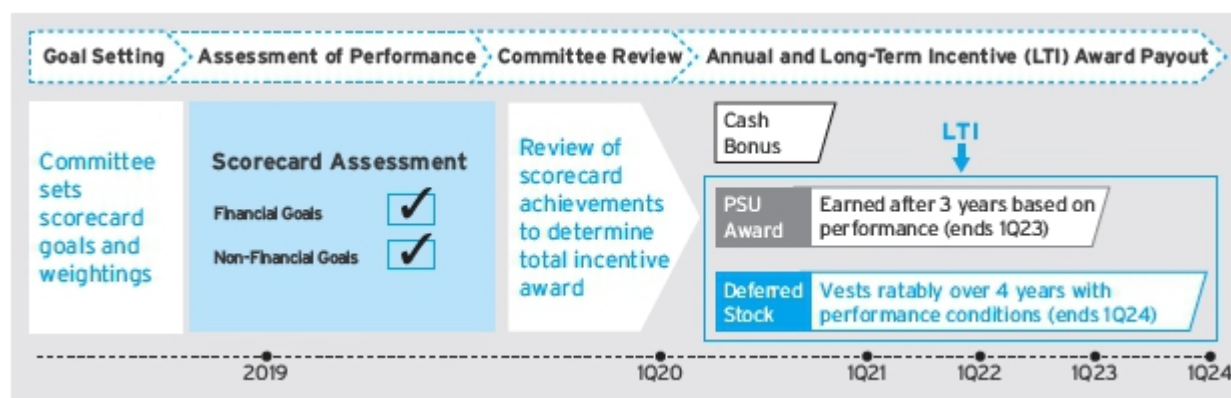 Goal Setting
Assessment of Performance
Committee Review
Annual and Long-Term Incentive (LTI) Award Payout
Committee
sets
scorecard
goals and
weightings
Scorecard Assessment
Financial Goals
Non-Financial Goals
Review of
scorecard
achievements
to determine
total incentive
award
Cash
Bonus
LTI
PSU
Award
Earned after 3 years based on
performance (ends 1Q23)
Deferred
Stock
Vests ratably over 4 years with
performance conditions (ends 1Q24)
2019
1Q20
1Q21
1Q22
1Q23
1Q24